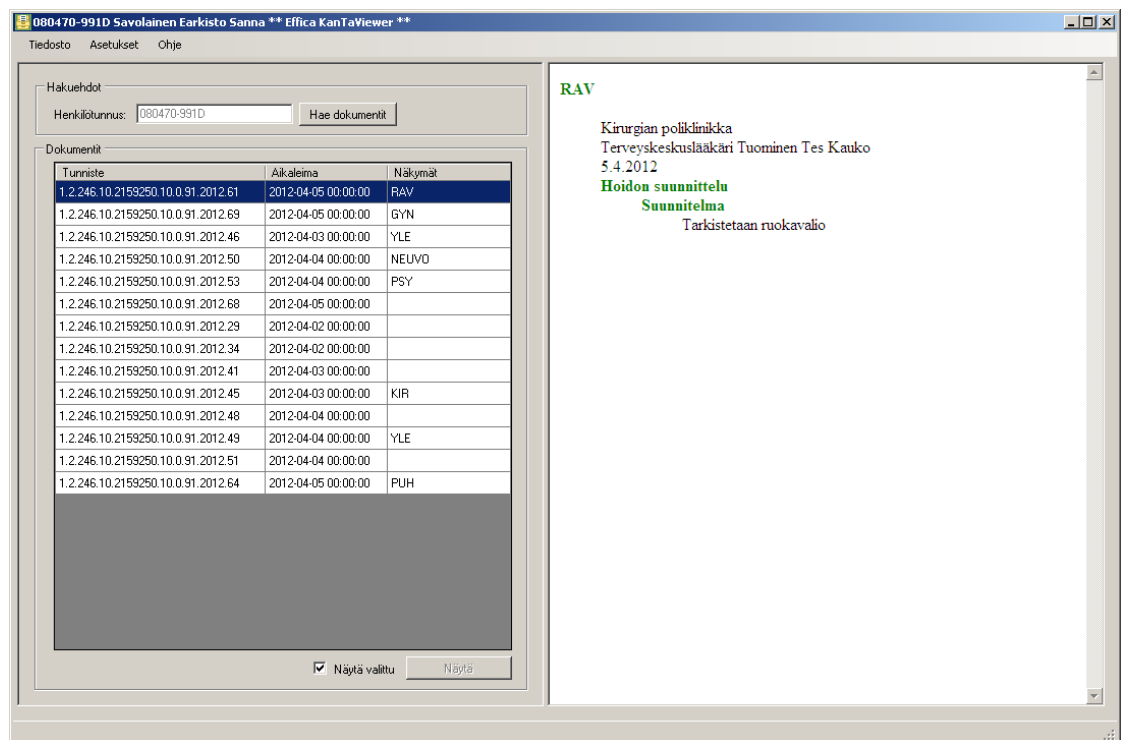 080470-991D Savolainen Earkisto Sanna ** Effica KanTaViewer **
Tiedosto Asetukset Ohje
Hakuehdot
Henkilötunnus: 080470-991D Hae dokumentit
Dokumentit
Tunniste Aikaleima Näkymät
1.2.246.10.2159250.10.0.91.2012.61 2012-04-05 00:00:00 RAV
1.2.246.10.2159250.10.0.91.2012.69 2012-04-05 00:00:00 GYN
1.2.246.10.2159250.10.0.91.2012.46 2012-04-03 00:00:00 YLE
1.2.246.10.2159250.10.0.91.2012.50 2012-04-04 00:00:00 NEUVO
1.2.246.10.2159250.10.0.91.2012.53 2012-04-04 00:00:00 PSY
1.2.246.10.2159250.10.0.91.2012.68 2012-04-05 00:00:00
1.2.246.10.2159250.10.0.91.2012.29 2012-04-02 00:00:00
1.2.246.10.2159250.10.0.91.2012.34 2012-04-02 00:00:00
1.2.246.10.2159250.10.0.91.2012.41 2012-04-03 00:00:00
1.2.246.10.2159250.10.0.91.2012.45 2012-04-03 00:00:00 KIR
1.2.246.10.2159250.10.0.91.2012.48 2012-04-04 00:00:00
1.2.246.10.2159250.10.0.91.2012.49 2012-04-04 00:00:00 YLE
1.2.246.10.2159250.10.0.91.2012.51 2012-04-04 00:00:00
1.2.246.10.2159250.10.0.91.2012.64 2012-04-05 00:00:00 PUH
Näytä valittu Näytä
RAV
Kirurgian poliklinikka
Terveyskeskuslääkäri Tuominen Tes Kauko
5.4.2012
Hoidon suunnittelu
Suunnitelma
Tarkistetaan ruokavalio